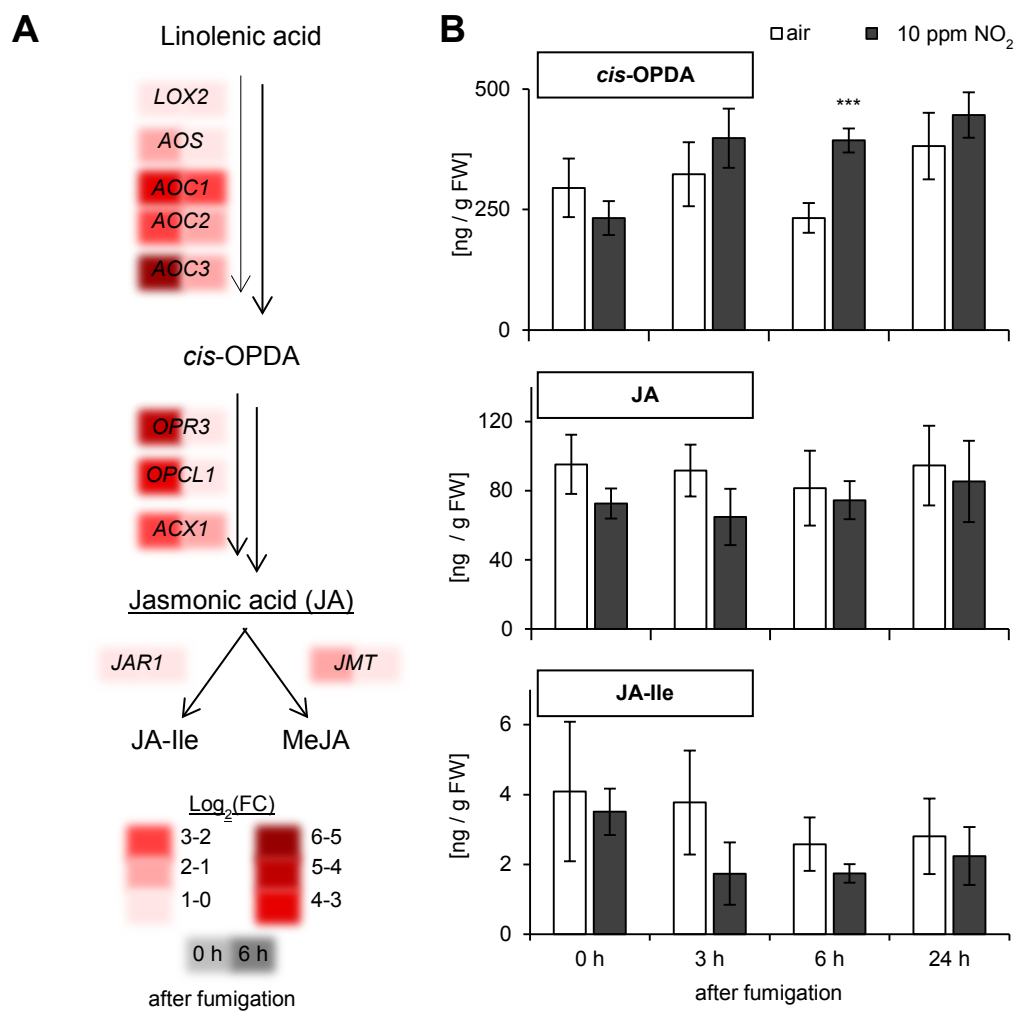 A
Linolenic acid
LOX2
AOS
AOC1
AOC2
AOC3
cis-OPDA
OPR3
OPCL1
ACX1
Jasmonic acid (JA)
JAR1
JMT
JA-Ile
MeJA
Log2(FC)
3-2
6-5
2-1
5-4
1-0
4-3
0 h
6 h
after fumigation
B
air
10 ppm NO2
cis-OPDA
500
250
0
[ng / g FW]
***
JA
120
80
40
0
[ng / g FW]
JA-Ile
6
4
2
0
[ng / g FW]
0 h
3 h
6 h
24 h
after fumigation